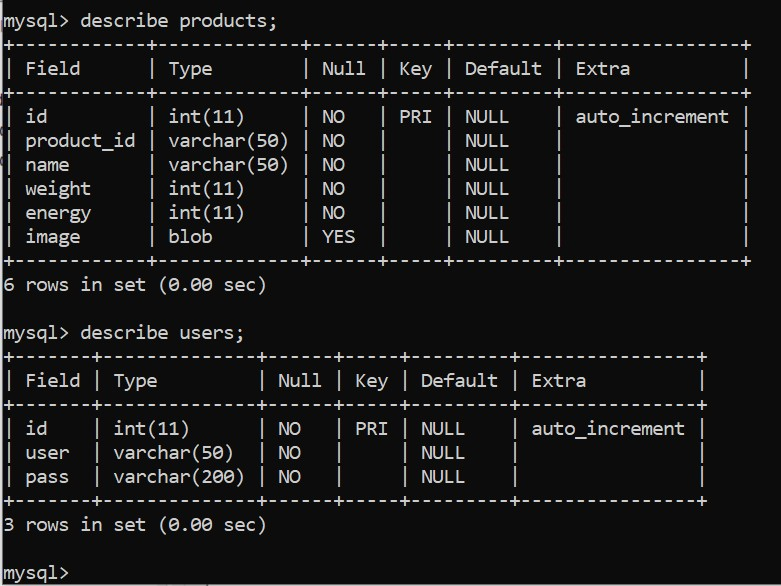 mysql> describe products;
+------------+-------------+------+-----+---------+----------------+
| Field      | Type        | Null | Key | Default | Extra          |
+------------+-------------+------+-----+---------+----------------+
| id         | int(11)     | NO   | PRI | NULL    | auto_increment |
| product_id | varchar(50) | NO   |     | NULL    |                |
| name       | varchar(50) | NO   |     | NULL    |                |
| weight     | int(11)     | NO   |     | NULL    |                |
| energy     | int(11)     | NO   |     | NULL    |                |
| image      | blob        | YES  |     | NULL    |                |
+------------+-------------+------+-----+---------+----------------+
6 rows in set (0.00 sec)
mysql> describe users;
+-------+--------------+------+-----+---------+----------------+
| Field | Type         | Null | Key | Default | Extra          |
+-------+--------------+------+-----+---------+----------------+
| id    | int(11)      | NO   | PRI | NULL    | auto_increment |
| user  | varchar(50)  | NO   |     | NULL    |                |
| pass  | varchar(200) | NO   |     | NULL    |                |
+-------+--------------+------+-----+---------+----------------+
3 rows in set (0.00 sec)
mysql>